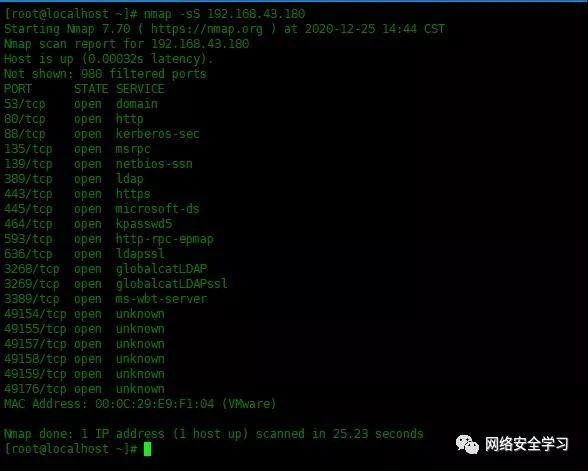 [root@localhost ~]# nmap -sS 192.168.43.180
Starting Nmap 7.70 ( https://nmap.org ) at 2020-12-25 14:44 CST
Nmap scan report for 192.168.43.180
Host is up (0.00032s latency).
Not shown: 980 filtered ports
PORT      STATE SERVICE
53/tcp    open  domain
80/tcp    open  http
88/tcp    open  kerberos-sec
135/tcp   open  msrpc
139/tcp   open  netbios-ssn
389/tcp   open  ldap
443/tcp   open  https
445/tcp   open  microsoft-ds
464/tcp   open  kpasswd5
593/tcp   open  http-rpc-epmap
636/tcp   open  ldapssl
3268/tcp  open  globalcatLDAP
3269/tcp  open  globalcatLDAPssl
3389/tcp  open  ms-wbt-server
49154/tcp open  unknown
49155/tcp open  unknown
49157/tcp open  unknown
49158/tcp open  unknown
49159/tcp open  unknown
49176/tcp open  unknown
MAC Address: 00:0C:29:E9:F1:04 (VMware)
Nmap done: 1 IP address (1 host up) scanned in 25.23 seconds
[root@localhost ~]#
网络安全学习